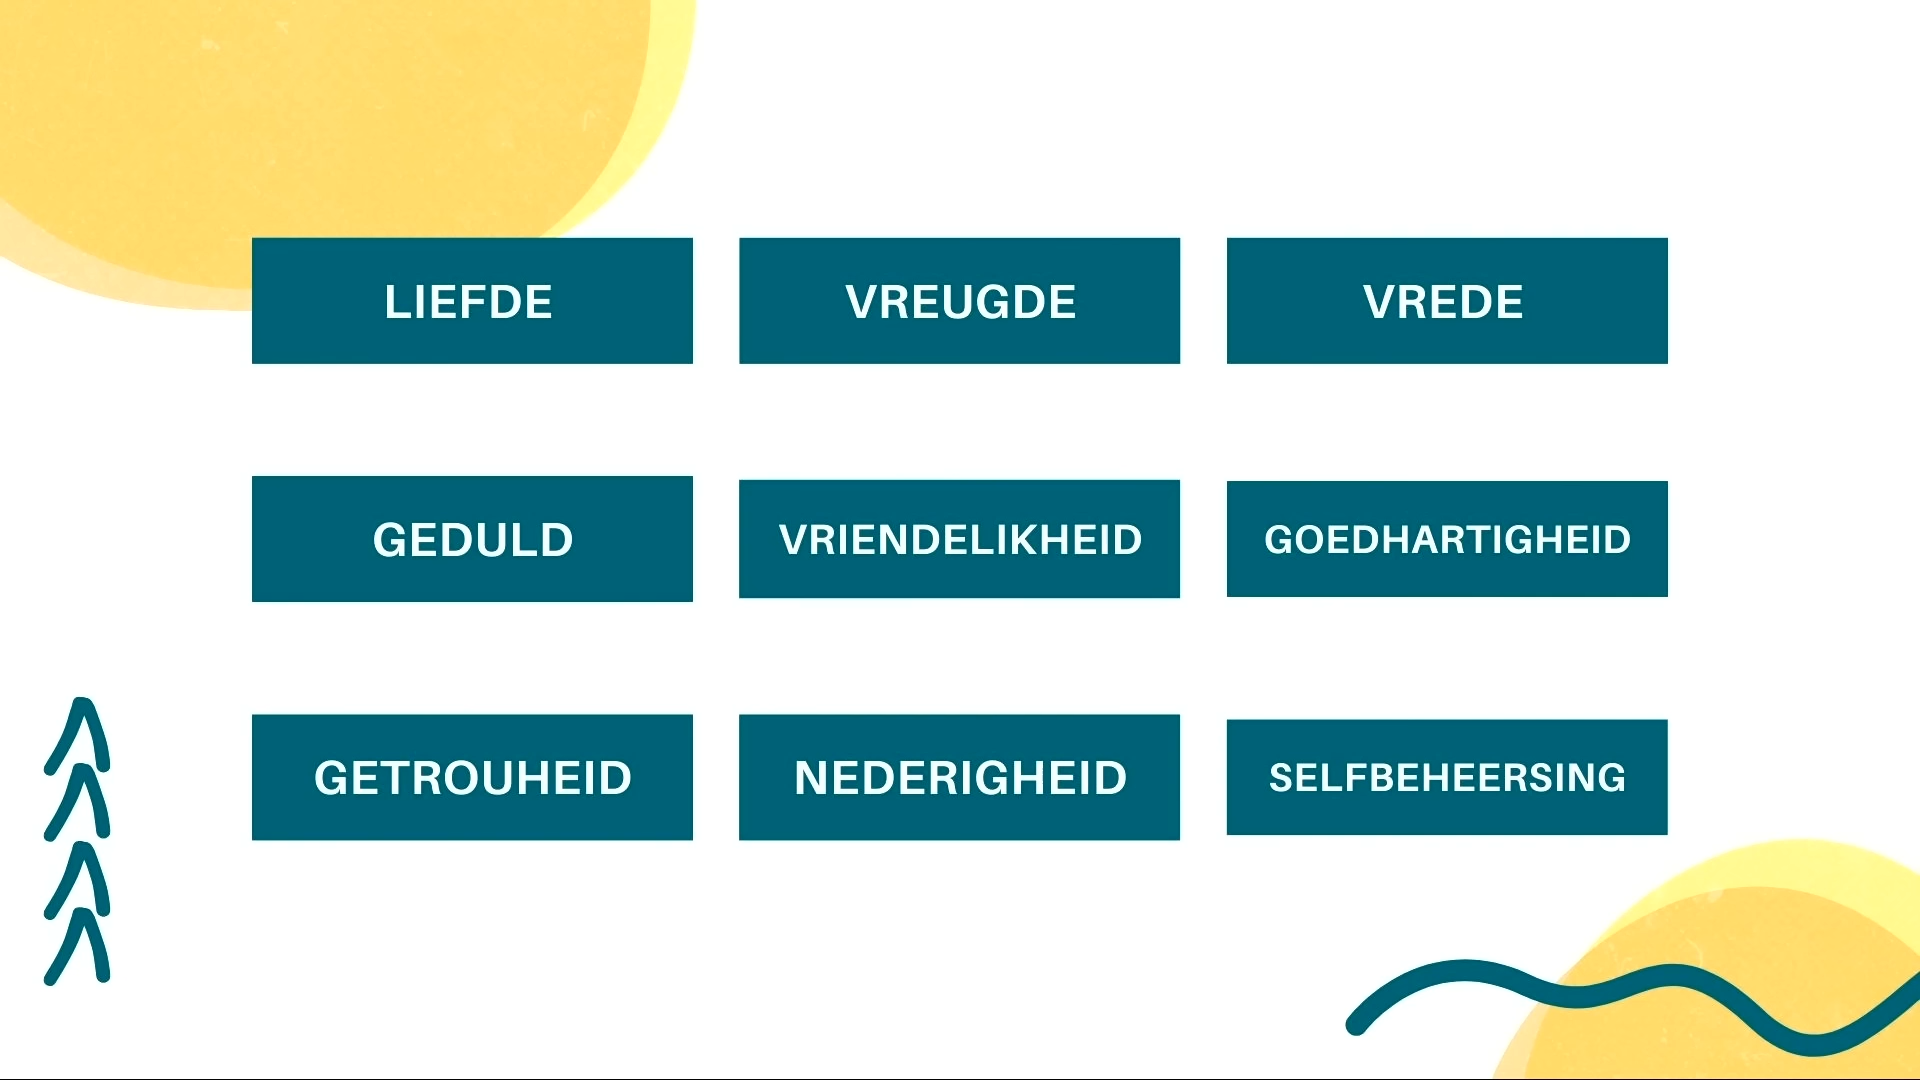 LIEFDE
VREUGDE
VREDE
GEDULD
VRIENDELIKHEID
GOEDHARTIGHEID
GETROUHEID
NEDERIGHEID
SELFBEHEERSING